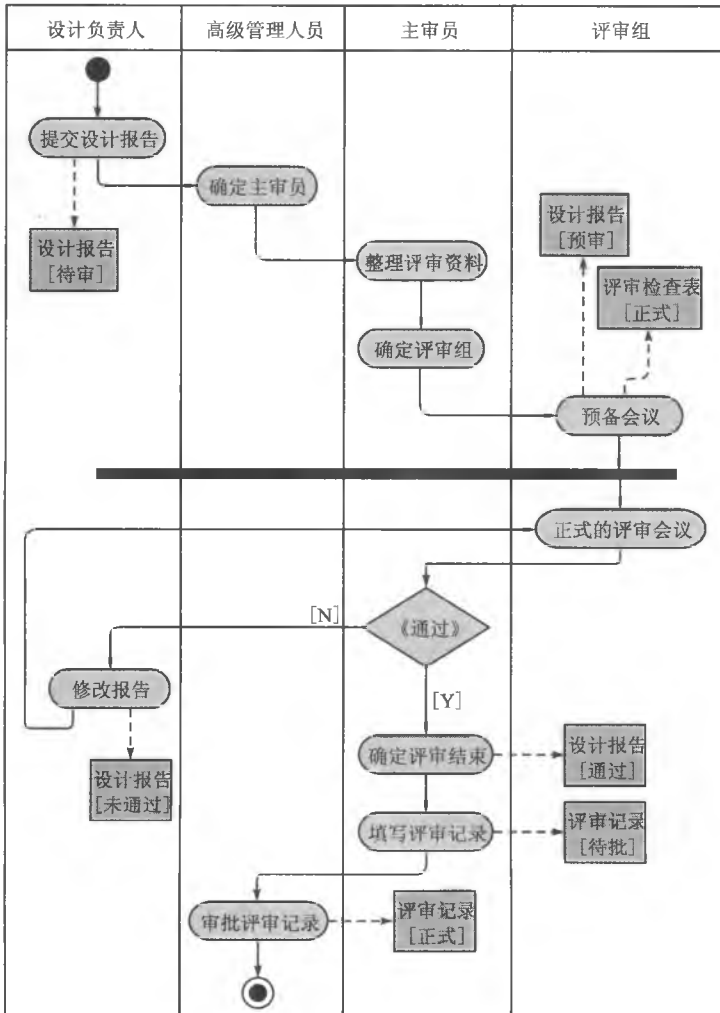 设计负责人
高级管理人员
主审员
评审组
提交设计报告
确定主审员
设计报告
[待审]
整理评审资料
设计报告
[预审]
评审检查表
[正式]
确定评审组
预备会议
正式的评审会议
《通过》
[N]
[Y]
修改报告
设计报告
[未通过]
确定评审结束
设计报告
[通过]
填写评审记录
评审记录
[待批]
审批评审记录
评审记录
[正式]